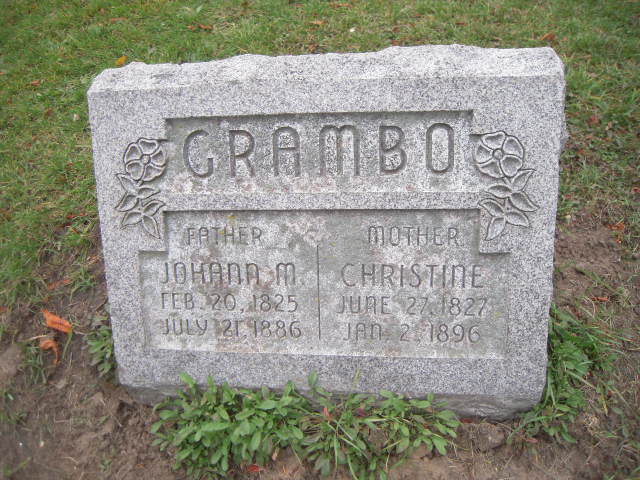 GRAMBO
FATHER
JOHANN M.
FEB. 20, 1825
JULY 21, 1886
MOTHER
CHRISTINE
JUNE 27, 1827
JAN. 2, 1896